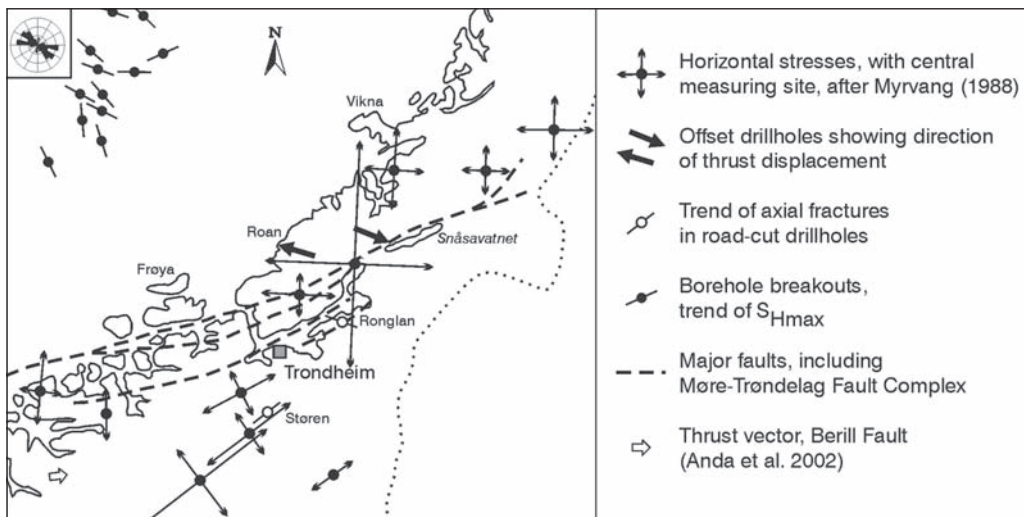 N
Vikna
Roan
Snåsavatnet
Frøya
Ronglan
Trondheim
Støren
Horizontal stresses, with central
measuring site, after Myrvang (1988)
Offset drillholes showing direction
of thrust displacement
Trend of axial fractures
in road-cut drillholes
Borehole breakouts,
trend of SHmax
Major faults, including
Møre-Trøndelag Fault Complex
Thrust vector, Berill Fault
(Anda et al. 2002)